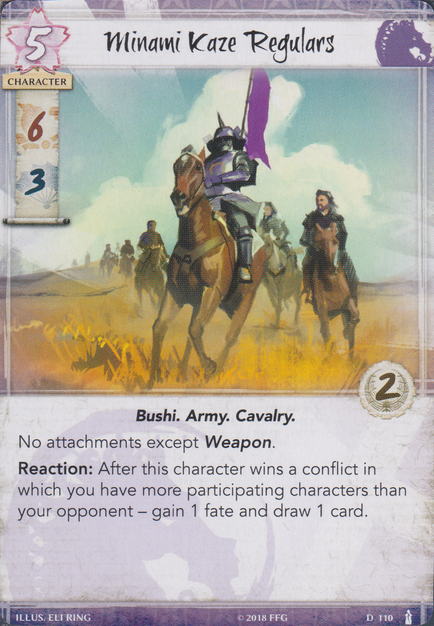 5
Minami Kaze Regulars
CHARACTER
6
3
2
Bushi. Army. Cavalry.
No attachments except Weapon.
Reaction: After this character wins a conflict in
which you have more participating characters than
your opponent – gain 1 fate and draw 1 card.
ILLUS. ELI RING
© 2018 FFG
D 110